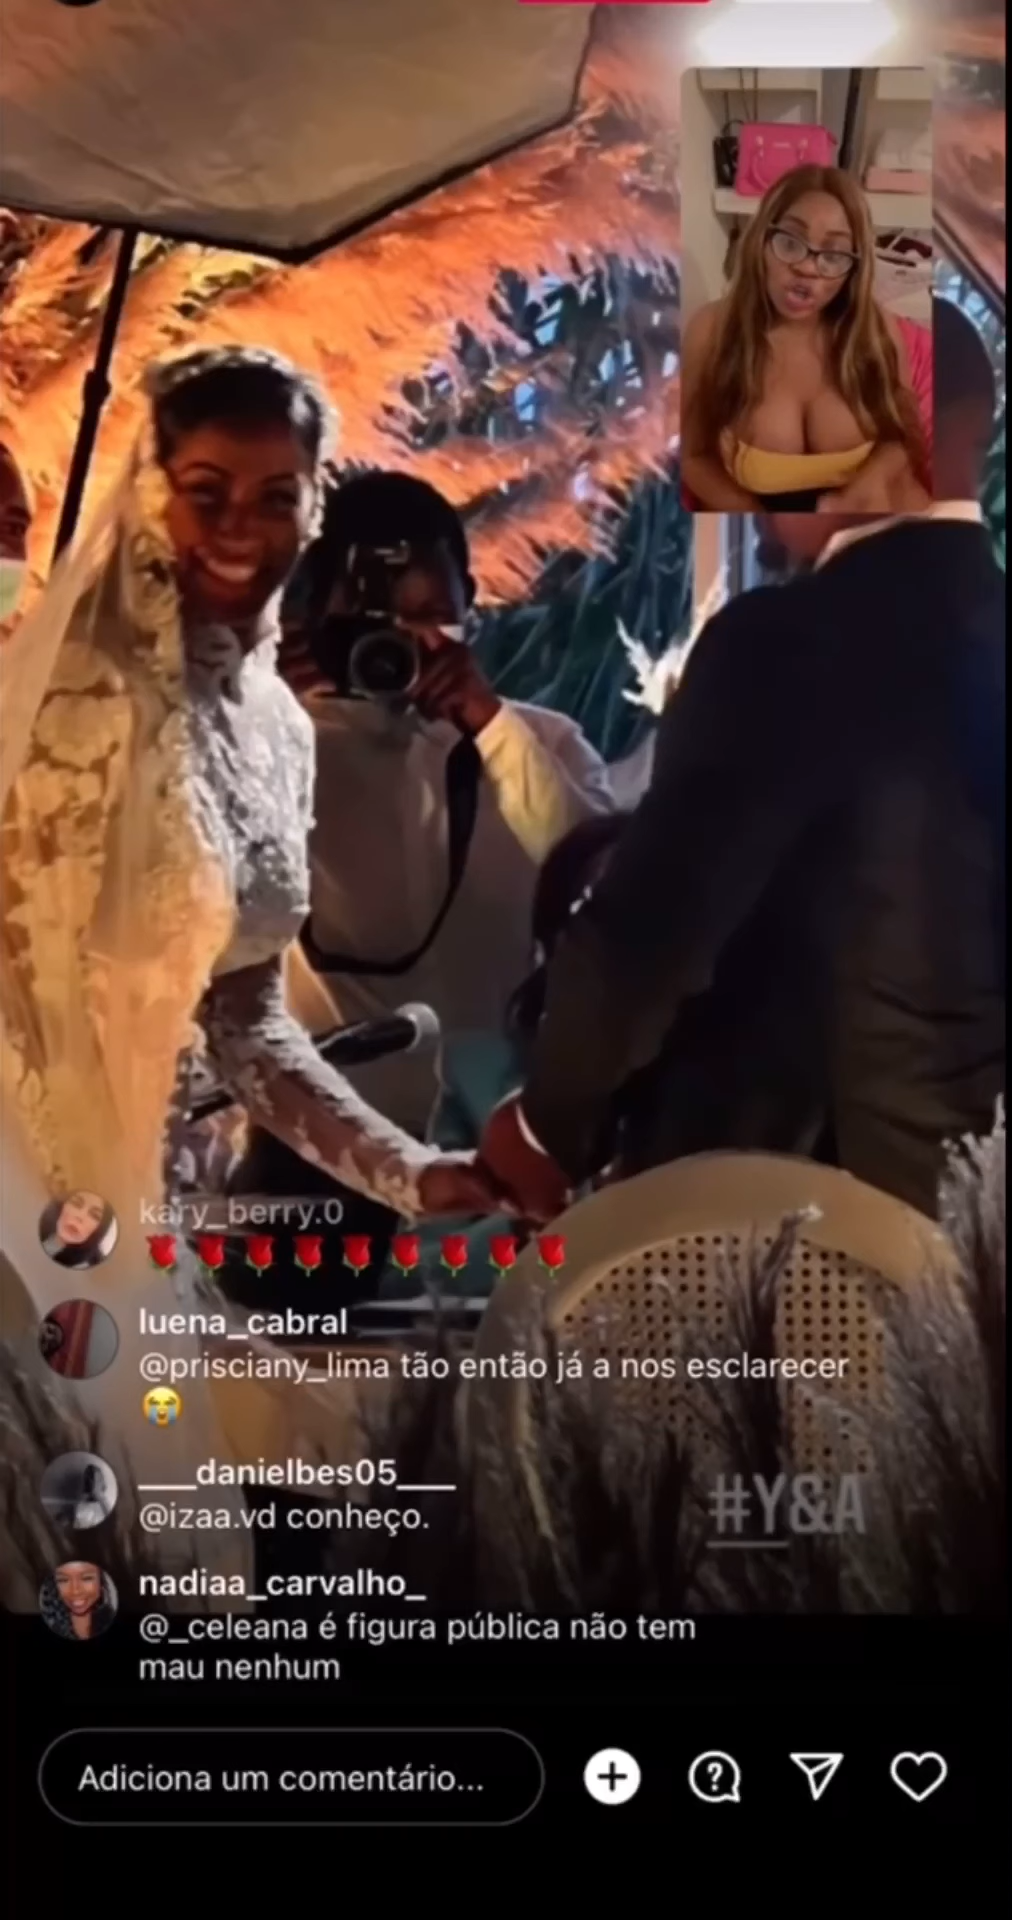 kary_berry.0
🌹🌹🌹🌹🌹🌹🌹🌹🌹
luena_cabral
@prisciany_lima tão então já a nos esclarecer
😭
___danielbes05___
@izaa.vd conheço.
#Y&A
nadiaa_carvalho_
@_celeana é figura pública não tem
mau nenhum
Adiciona um comentário...